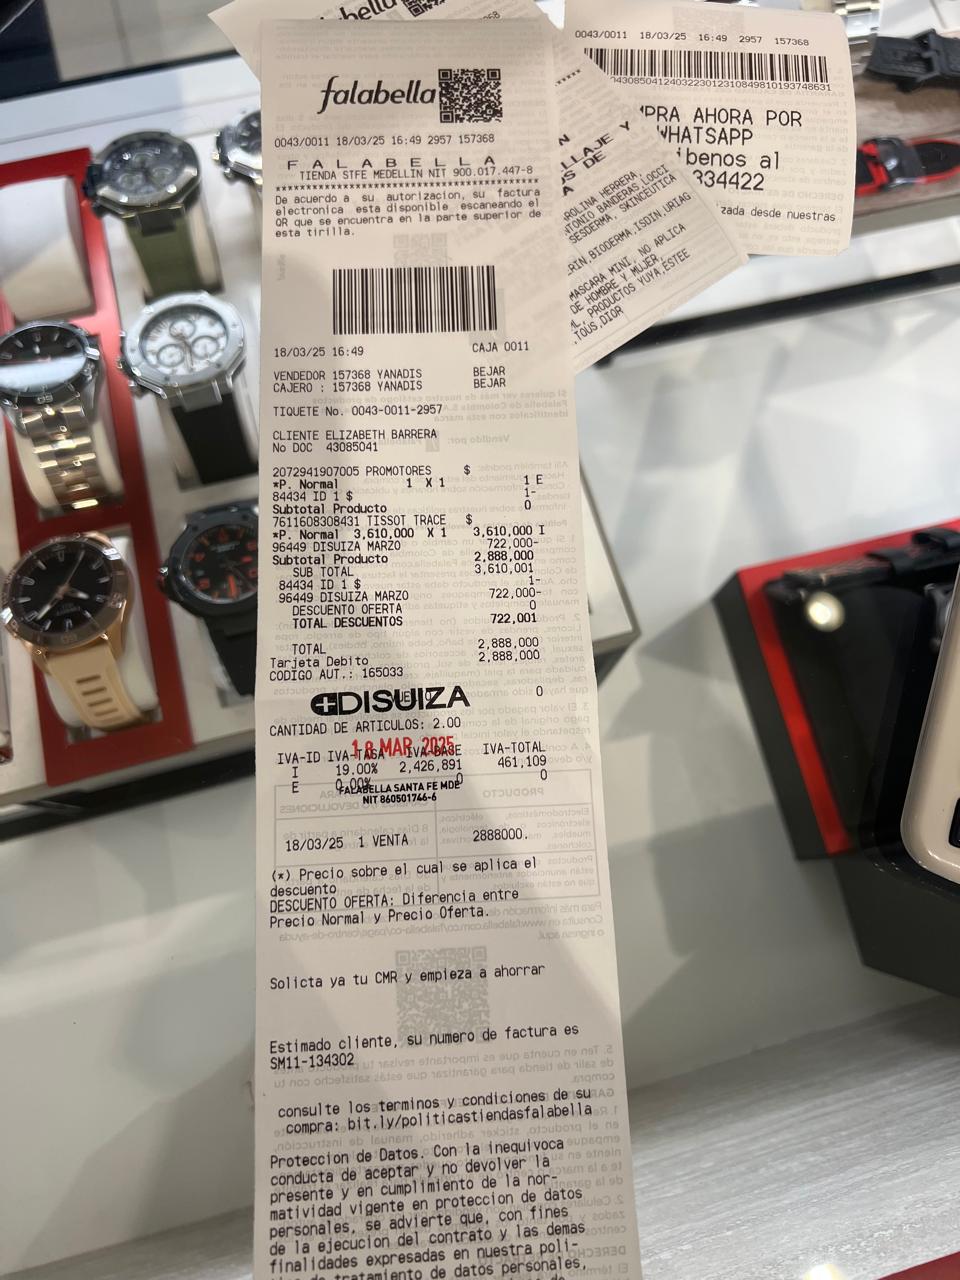 falabella
0043/0011 18/03/25 16:49 2957 157368
F A L A B E L L A
TIENDA STFE MEDELLIN NIT 900.017.447-8
De acuerdo a su autorizacion, su factura
electronica esta disponible escaneando el
QR que se encuentra en la parte superior de
esta tirilla.
18/03/25 16:49 CAJA 0011
VENDEDOR 157368 YANADIS BEJAR
CAJERO : 157368 YANADIS BEJAR
TIQUETE No. 0043-0011-2957
CLIENTE ELIZABETH BARRERA
No DOC 43085041
2072941907005 PROMOTORES $
*P. Normal 1 X 1 1 E
84434 ID 1 $ 1-
Subtotal Producto 0
7611608308431 TISSOT TRACE $
*P. Normal 3,610,000 X 1 3,610,000 I
96449 DISUIZA MARZO 722,000-
Subtotal Producto 2,888,000
SUB TOTAL 3,610,001
84434 ID 1 $ 1-
96449 DISUIZA MARZO 722,000-
DESCUENTO OFERTA 0
TOTAL DESCUENTOS 722,001
TOTAL 2,888,000
Tarjeta Debito 2,888,000
CODIGO AUT.: 165033
DISUIZA 0
CANTIDAD DE ARTICULOS: 2.00
18 MAR 2025
IVA-ID IVA-TASA IVA-BASE IVA-TOTAL
I 19.00% 2,426,891 461,109
E 0.00% 0 0
FALABELLA SANTA FE MDE
NIT 860501746-6
18/03/25 1 VENTA 2888000.
(*) Precio sobre el cual se aplica el
descuento
DESCUENTO OFERTA: Diferencia entre
Precio Normal y Precio Oferta.
Solicta ya tu CMR y empieza a ahorrar
Estimado cliente, su numero de factura es
SM11-134302
consulte los terminos y condiciones de su
compra: bit.ly/politicastiendasfalabella
Proteccion de Datos. Con la inequivoca
conducta de aceptar y no devolver la
presente y en cumplimiento de la nor-
matividad vigente en proteccion de datos
personales, se advierte que, con fines
de la ejecucion del contrato y las demas
finalidades expresadas en nuestra poli-
de tratamiento de datos personales,
falabella
0043/0011 18/03/25 16:49 2957 157368
AHORA POR
WHATSAPP
al
334422
zada desde nuestras
Y
DE
HERRERA,
BANDERAS, LOCCI
SESDERMA, SAINCEUTICA
BIODERMA, ISDIN, URIAG
MASCARA MINI, NO APLICA
DE HOMBRE Y MUJER,
PRODUCTOS YUYA, ESTEE
TOUS, DIOR